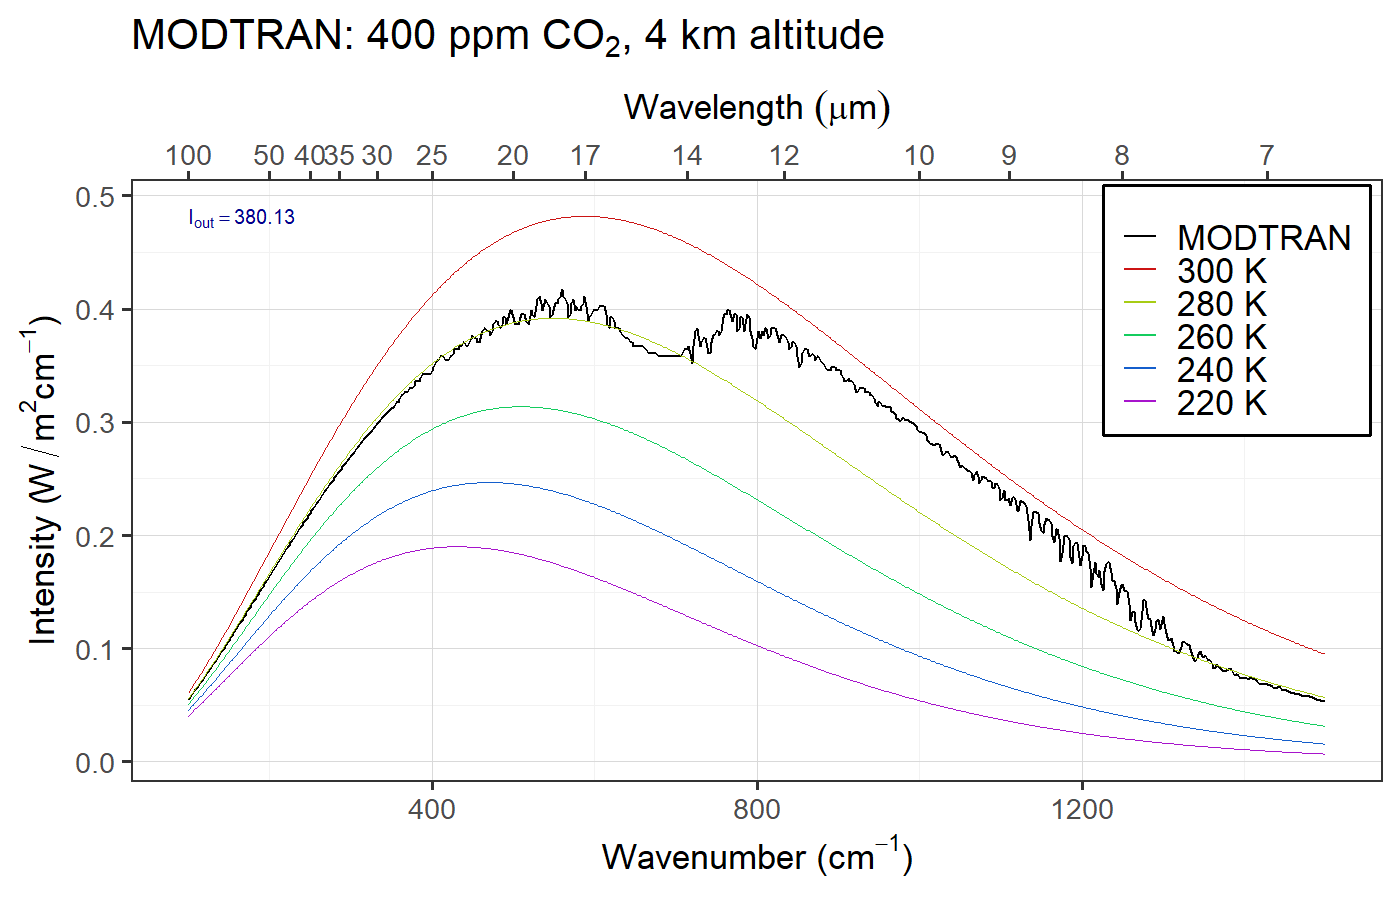 MODTRAN: 400 ppm CO₂, 4 km altitude
Wavelength (μm)
100 50 40 35 30 25 20 17 14 12 10 9 8 7
0.5
0.4
0.3
0.2
0.1
0.0
Intensity (W / m²cm⁻¹)
I_out = 380.13
MODTRAN
300 K
280 K
260 K
240 K
220 K
400 800 1200
Wavenumber (cm⁻¹)